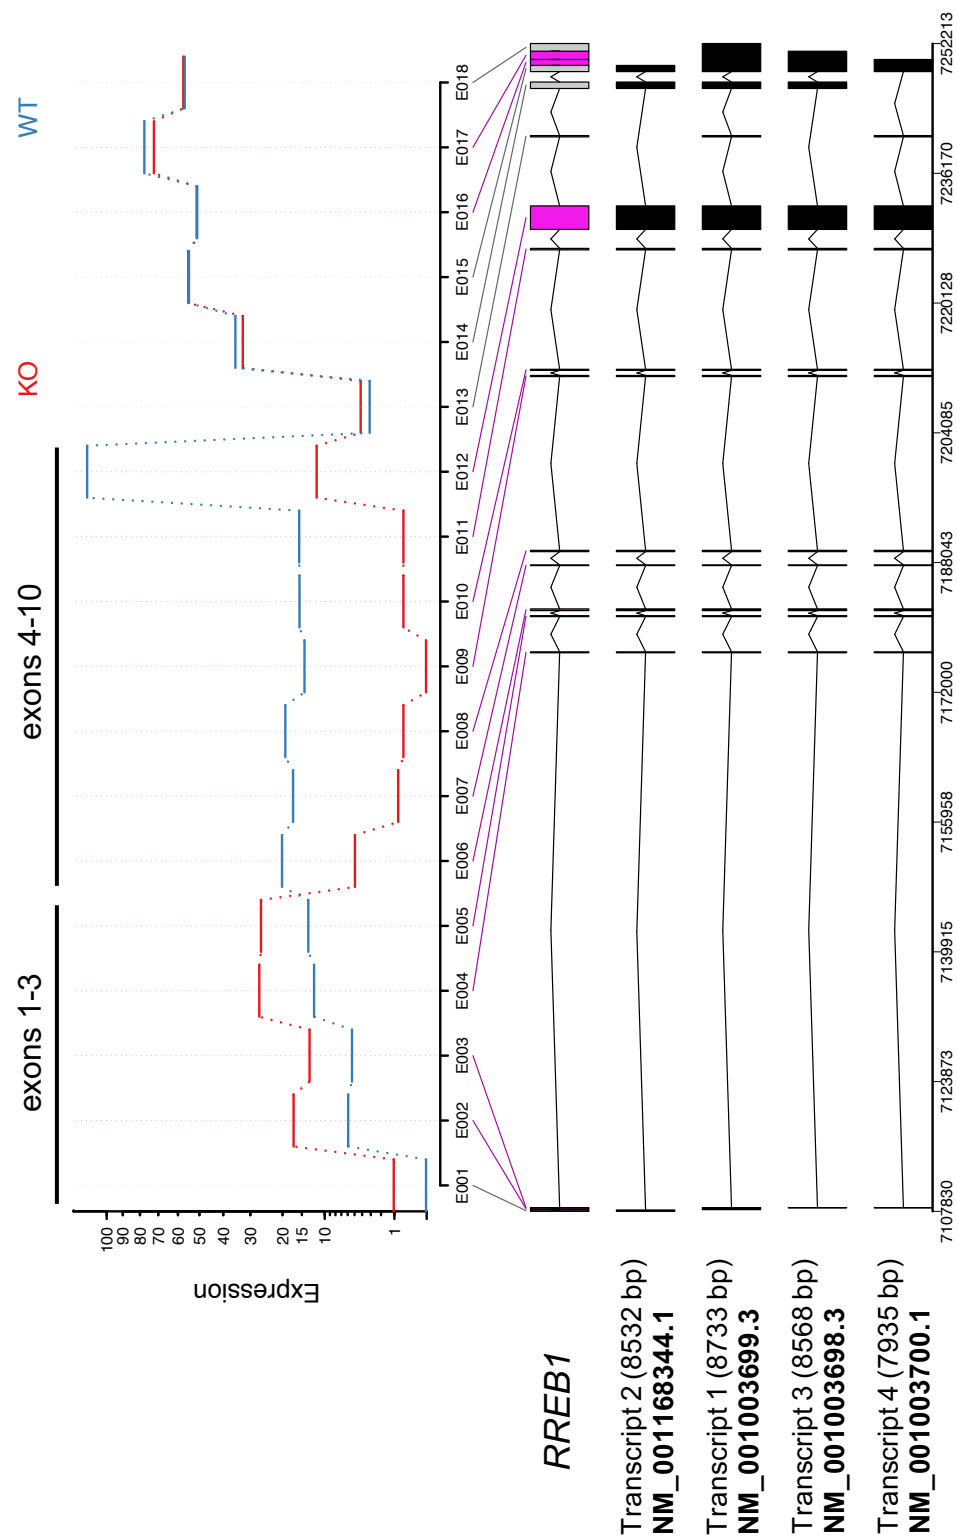 KO
WT
exons 1-3
exons 4-10
Expression
100
90
80
70
60
50
40
30
20
15
10
1
E001
E002
E003
E004
E005
E006
E007
E008
E009
E010
E011
E012
E013
E014
E015
E016
E017
E018
RREB1
Transcript 2 (8532 bp)
NM_001168344.1
Transcript 1 (8733 bp)
NM_001003699.3
Transcript 3 (8568 bp)
NM_001003698.3
Transcript 4 (7935 bp)
NM_001003700.1
7107830
7123873
7139915
7155958
7172000
7188043
7204085
7220128
7236170
7252213